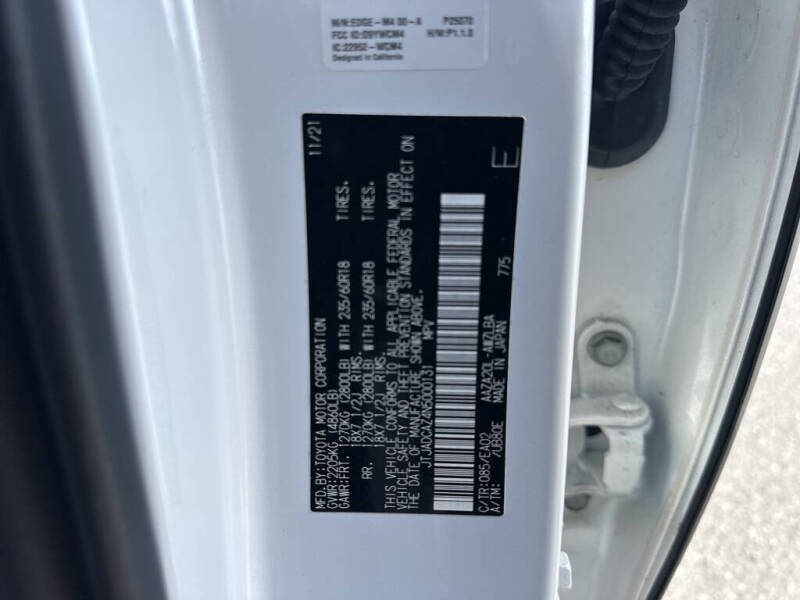 M/N:EDGE-M4 00-A P25070
FCC ID:D9YWCM4 H/W:P1.1.0
IC:22952-WCM4
Designed in California
MFD.BY:TOYOTA MOTOR CORPORATION 11/21
GVWR:2205KG (4860LB)
GAWR:FRT. 1270KG (2800LB) WITH 235/60R18 TIRES.
18X7 1/2J RIMS.
RR. 1270KG (2800LB) WITH 235/60R18 TIRES.
18X7 1/2J RIMS.
THIS VEHICLE CONFORMS TO ALL APPLICABLE FEDERAL MOTOR
VEHICLE SAFETY AND THEFT PREVENTION STANDARDS IN EFFECT ON
THE DATE OF MANUFACTURE SHOWN ABOVE.
JTJADCAZ4N5000131 MPV
C/TR:085/EA02 AAZA20L-AWZLBA
A/TM: /UB80E MADE IN JAPAN 775 E